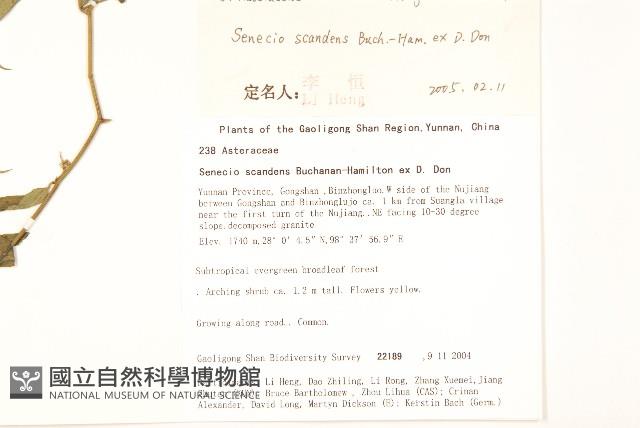 Senecio scandens Buch.-Ham. ex D. Don
定名人: 李 恒
LI Heng
2005. 02. 11
Plants of the Gaoligong Shan Region, Yunnan, China
238 Asteraceae
Senecio scandens Buchanan-Hamilton ex D. Don
Yunnan Province, Gongshan ,Binzhongluo.W side of the Nujiang
between Gongshan and Binzhonglujo ca. 1 km from Suangla village
near the first turn of the Nujiang., NE facing 10-30 degree
slope.decomposed granite
Elev. 1740 m, 28° 0' 4.5″N, 98° 37' 56.9″E
Subtropical evergreen broadleaf forest
. Arching shrub ca. 1.2 m tall. Flowers yellow.
Growing along road.. Common.
Gaoligong Shan Biodiversity Survey 22189 , 9 11 2004
Li Heng, Dao Zhiling, Li Rong, Zhang Xuemei, Jiang
Bruce Bartholomew , Zhou Lihua (CAS); Crinan
Alexander, David Long, Martyn Dickson (E); Kerstin Bach (Germ.)
國立自然科學博物館
NATIONAL MUSEUM OF NATURAL SCIENCE